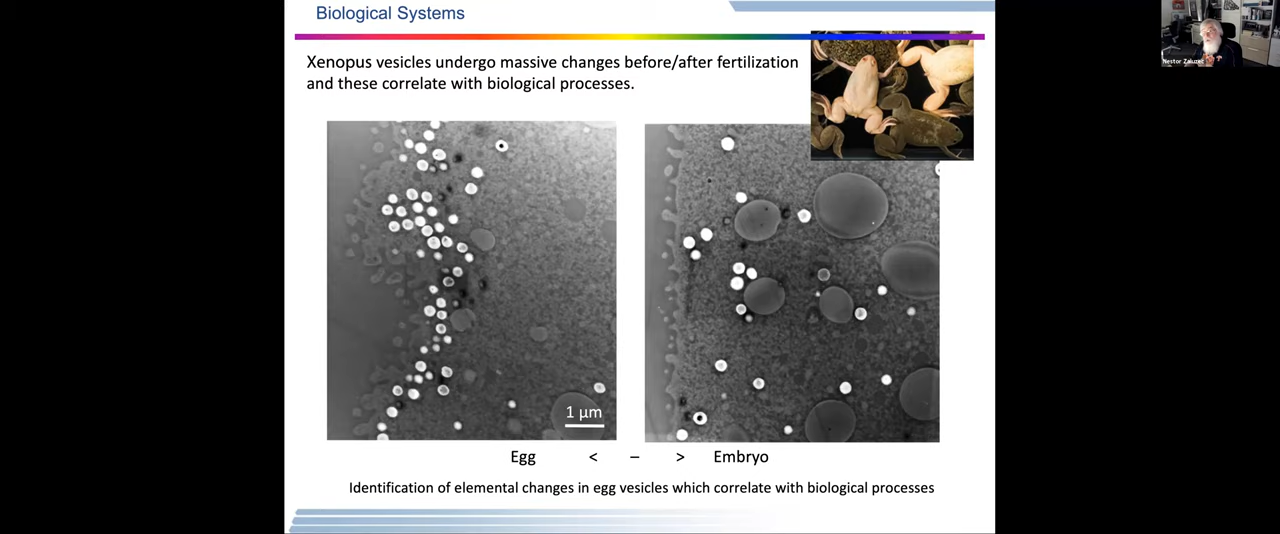 Biological Systems
Nestor Zaluzec
Xenopus vesicles undergo massive changes before/after fertilization
and these correlate with biological processes.
1 µm
Egg < – > Embryo
Identification of elemental changes in egg vesicles which correlate with biological processes